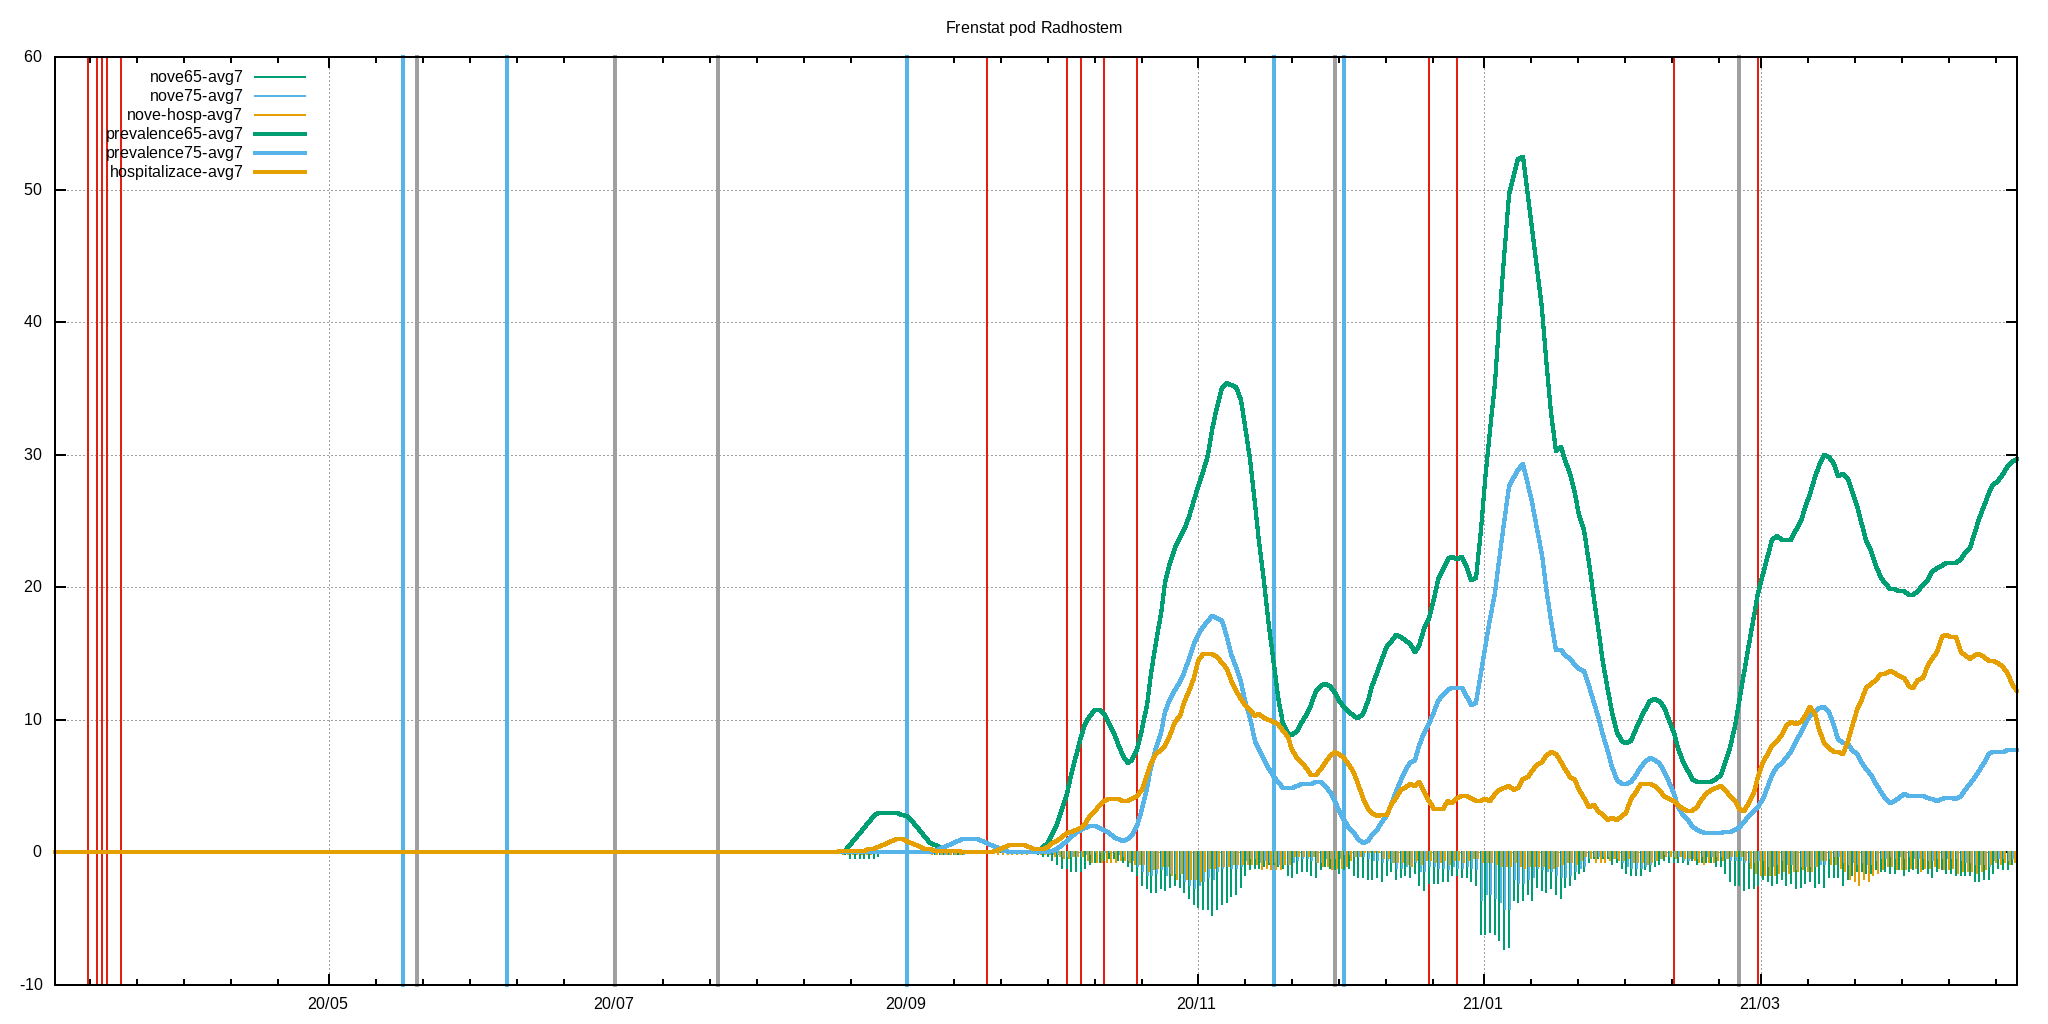 Frenstat pod Radhostem
60
50
40
30
20
10
0
-10
nove65-avg7
nove75-avg7
nove-hosp-avg7
prevalence65-avg7
prevalence75-avg7
hospitalizace-avg7
20/05 20/07 20/09 20/11 21/01 21/03